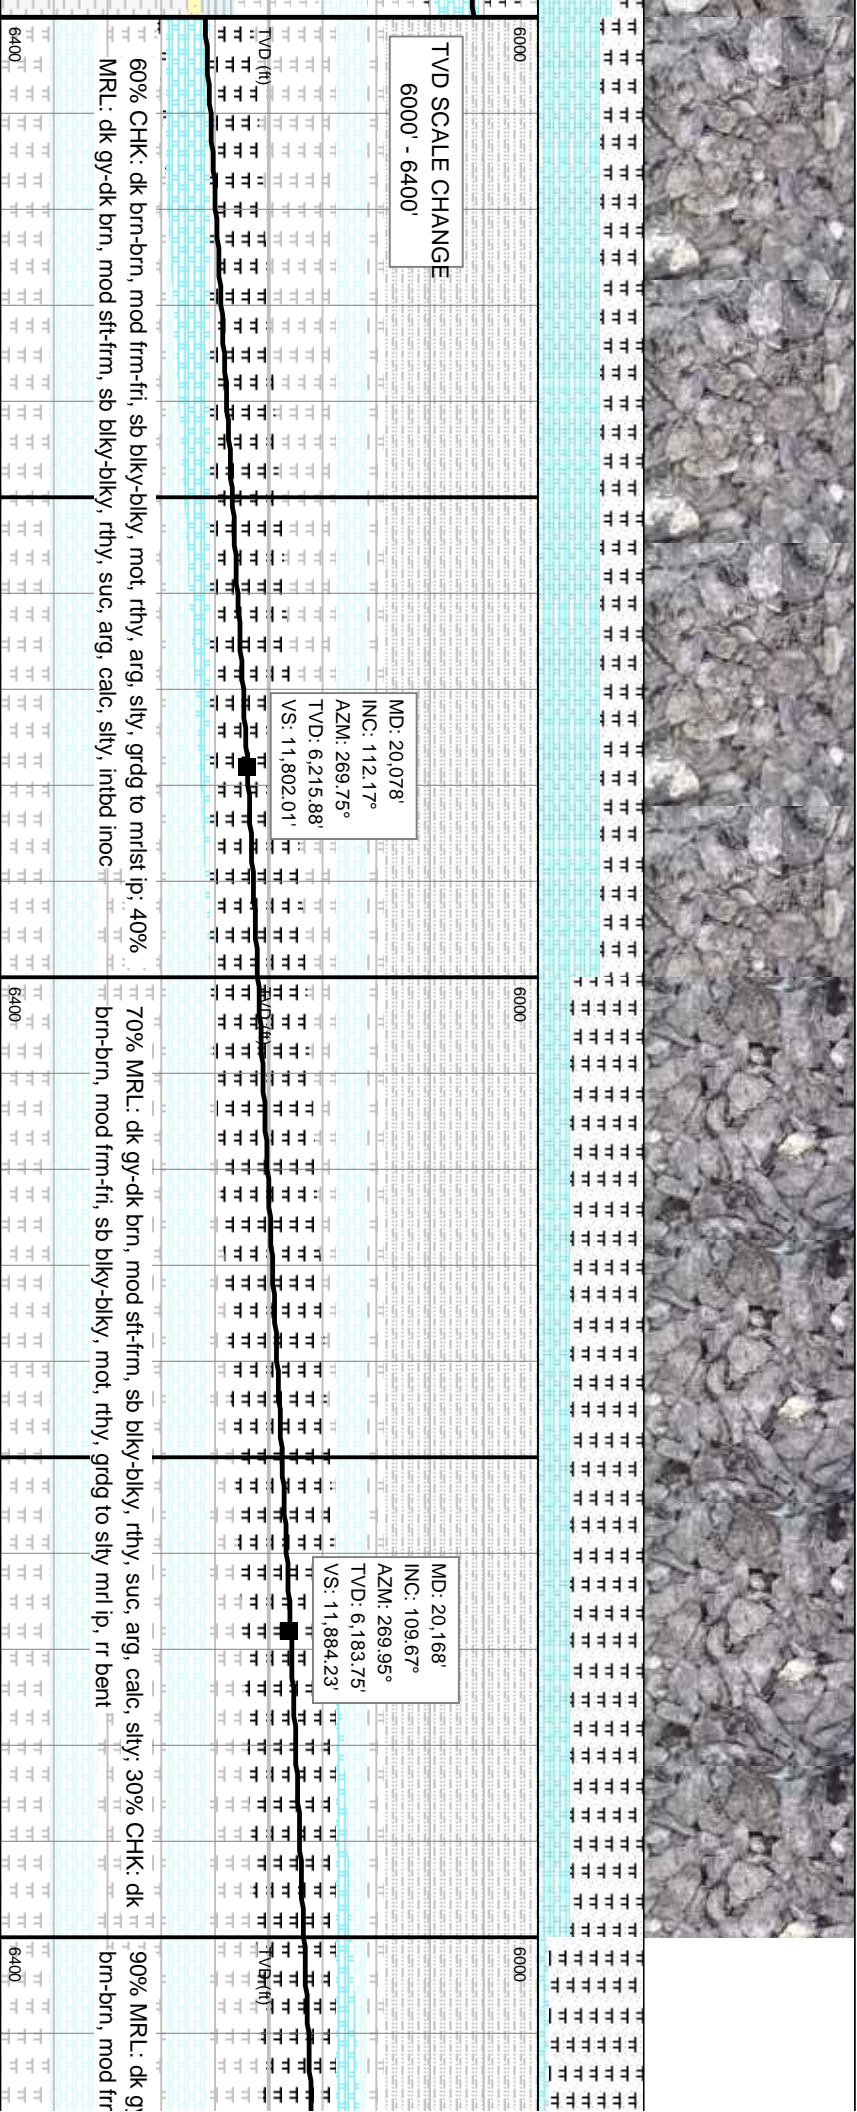 6400
TVD (ft)
6000
TVD SCALE CHANGE
6000' - 6400'
60% CHK: dk brn-brn, mod frm-fri, sb blky-blky, mot, rthy, arg, slty, grdg to mrlst ip; 40%
MRL: dk gy-dk brn, mod sft-frm, sb blky-blky, rthy, suc, arg, calc, slty, intbd inoc
MD: 20,078'
INC: 112.17°
AZM: 269.75°
TVD: 6,215.88'
VS: 11,802.01'
6400
TVD (ft)
6000
70% MRL: dk gy-dk brn, mod sft-frm, sb blky-blky, rthy, suc, arg, calc, slty; 30% CHK: dk
brn-brn, mod frm-fri, sb blky-blky, mot, rthy, grdg to slty mrl ip, rr bent
MD: 20,168'
INC: 109.67°
AZM: 269.95°
TVD: 6,183.75'
VS: 11,884.23'
6400
TVD (ft)
6000
90% MRL: dk gy
brn-brn, mod